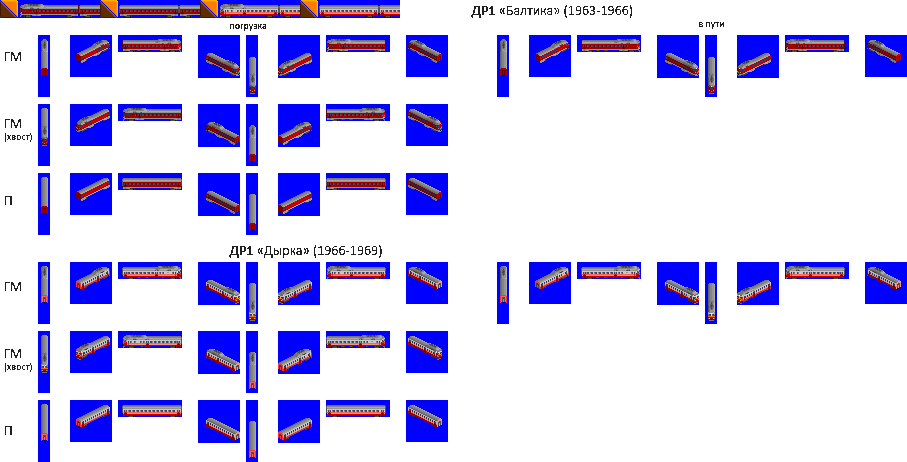 ДР1 «Балтика» (1963-1966)
погрузка
в пути
ГМ
ГМ
(хвост)
П
ДР1 «Дырка» (1966-1969)
ГМ
ГМ
(хвост)
П